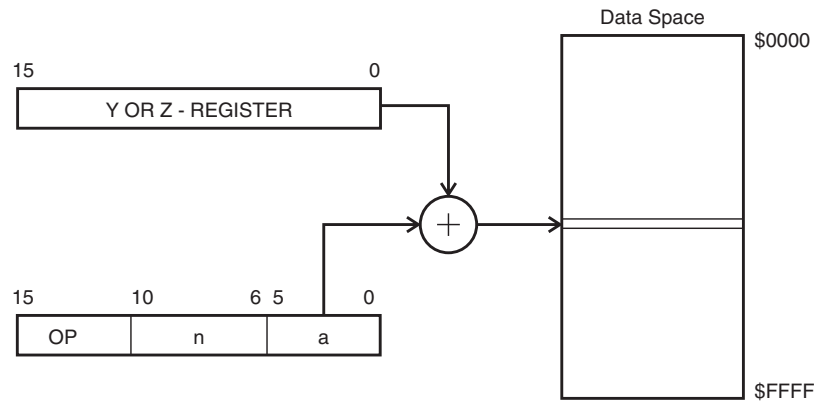 Data Space
$0000
15 0
Y OR Z - REGISTER
+
15 10 6 5 0
OP n a
$FFFF